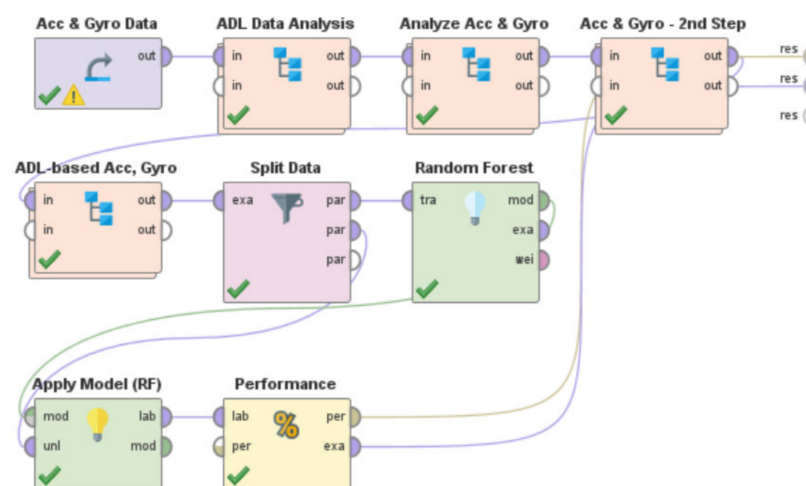 Acc & Gyro Data
ADL Data Analysis
Analyze Acc & Gyro
Acc & Gyro - 2nd Step
out
in out
in out
in out
res
in out
in out
in out
res
res
ADL-based Acc, Gyro
Split Data
Random Forest
in out
exa par
tra mod
in out
par
exa
par
wei
Apply Model (RF)
Performance
mod lab
lab per
unl mod
per exa